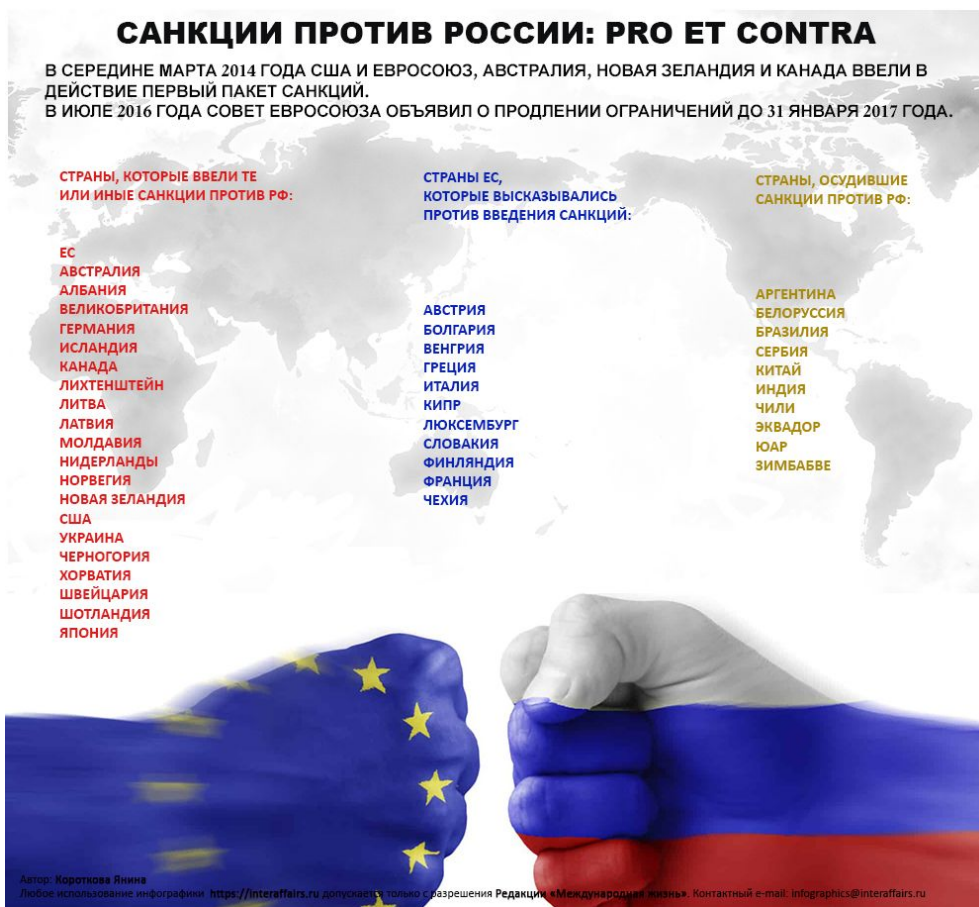 САНКЦИИ ПРОТИВ РОССИИ: PRO ET CONTRA
В СЕРЕДИНЕ МАРТА 2014 ГОДА США И ЕВРОСОЮЗ, АВСТРАЛИЯ, НОВАЯ ЗЕЛАНДИЯ И КАНАДА ВВЕЛИ В
ДЕЙСТВИЕ ПЕРВЫЙ ПАКЕТ САНКЦИЙ.
В ИЮЛЕ 2016 ГОДА СОВЕТ ЕВРОСОЮЗА ОБЪЯВИЛ О ПРОДЛЕНИИ ОГРАНИЧЕНИЙ ДО 31 ЯНВАРЯ 2017 ГОДА.
СТРАНЫ, КОТОРЫЕ ВВЕЛИ ТЕ
ИЛИ ИНЫЕ САНКЦИИ ПРОТИВ РФ:
ЕС
АВСТРАЛИЯ
АЛБАНИЯ
ВЕЛИКОБРИТАНИЯ
ГЕРМАНИЯ
ИСЛАНДИЯ
КАНАДА
ЛИХТЕНШТЕЙН
ЛИТВА
ЛАТВИЯ
МОЛДАВИЯ
НИДЕРЛАНДЫ
НОРВЕГИЯ
НОВАЯ ЗЕЛАНДИЯ
США
УКРАИНА
ЧЕРНОГОРИЯ
ХОРВАТИЯ
ШВЕЙЦАРИЯ
ШОТЛАНДИЯ
ЯПОНИЯ
СТРАНЫ ЕС,
КОТОРЫЕ ВЫСКАЗЫВАЛИСЬ
ПРОТИВ ВВЕДЕНИЯ САНКЦИЙ:
АВСТРИЯ
БОЛГАРИЯ
ВЕНГРИЯ
ГРЕЦИЯ
ИТАЛИЯ
КИПР
ЛЮКСЕМБУРГ
СЛОВАКИЯ
ФИНЛЯНДИЯ
ФРАНЦИЯ
ЧЕХИЯ
СТРАНЫ, ОСУДИВШИЕ
САНКЦИИ ПРОТИВ РФ:
АРГЕНТИНА
БЕЛОРУССИЯ
БРАЗИЛИЯ
СЕРБИЯ
КИТАЙ
ИНДИЯ
ЧИЛИ
ЭКВАДОР
ЮАР
ЗИМБАБВЕ
Автор: Короткова Янина
Любое использование инфографики https://interaffairs.ru допускается только с разрешения Редакции «Международная жизнь». Контактный e-mail: infographics@interaffairs.ru